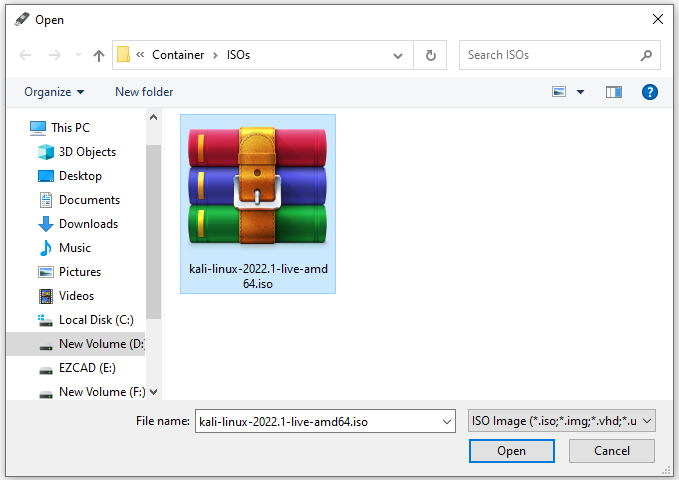 Open
Container > ISOs
Search ISOs
Organize
New folder
This PC
3D Objects
Desktop
Documents
Downloads
Music
Pictures
Videos
Local Disk (C:)
New Volume (D:
EZCAD (E:)
New Volume (F:)
kali-linux-2022.1-live-amd
64.iso
File name:
kali-linux-2022.1-live-amd64.iso
ISO Image (*.iso;*.img;*.vhd;*.u
Open
Cancel